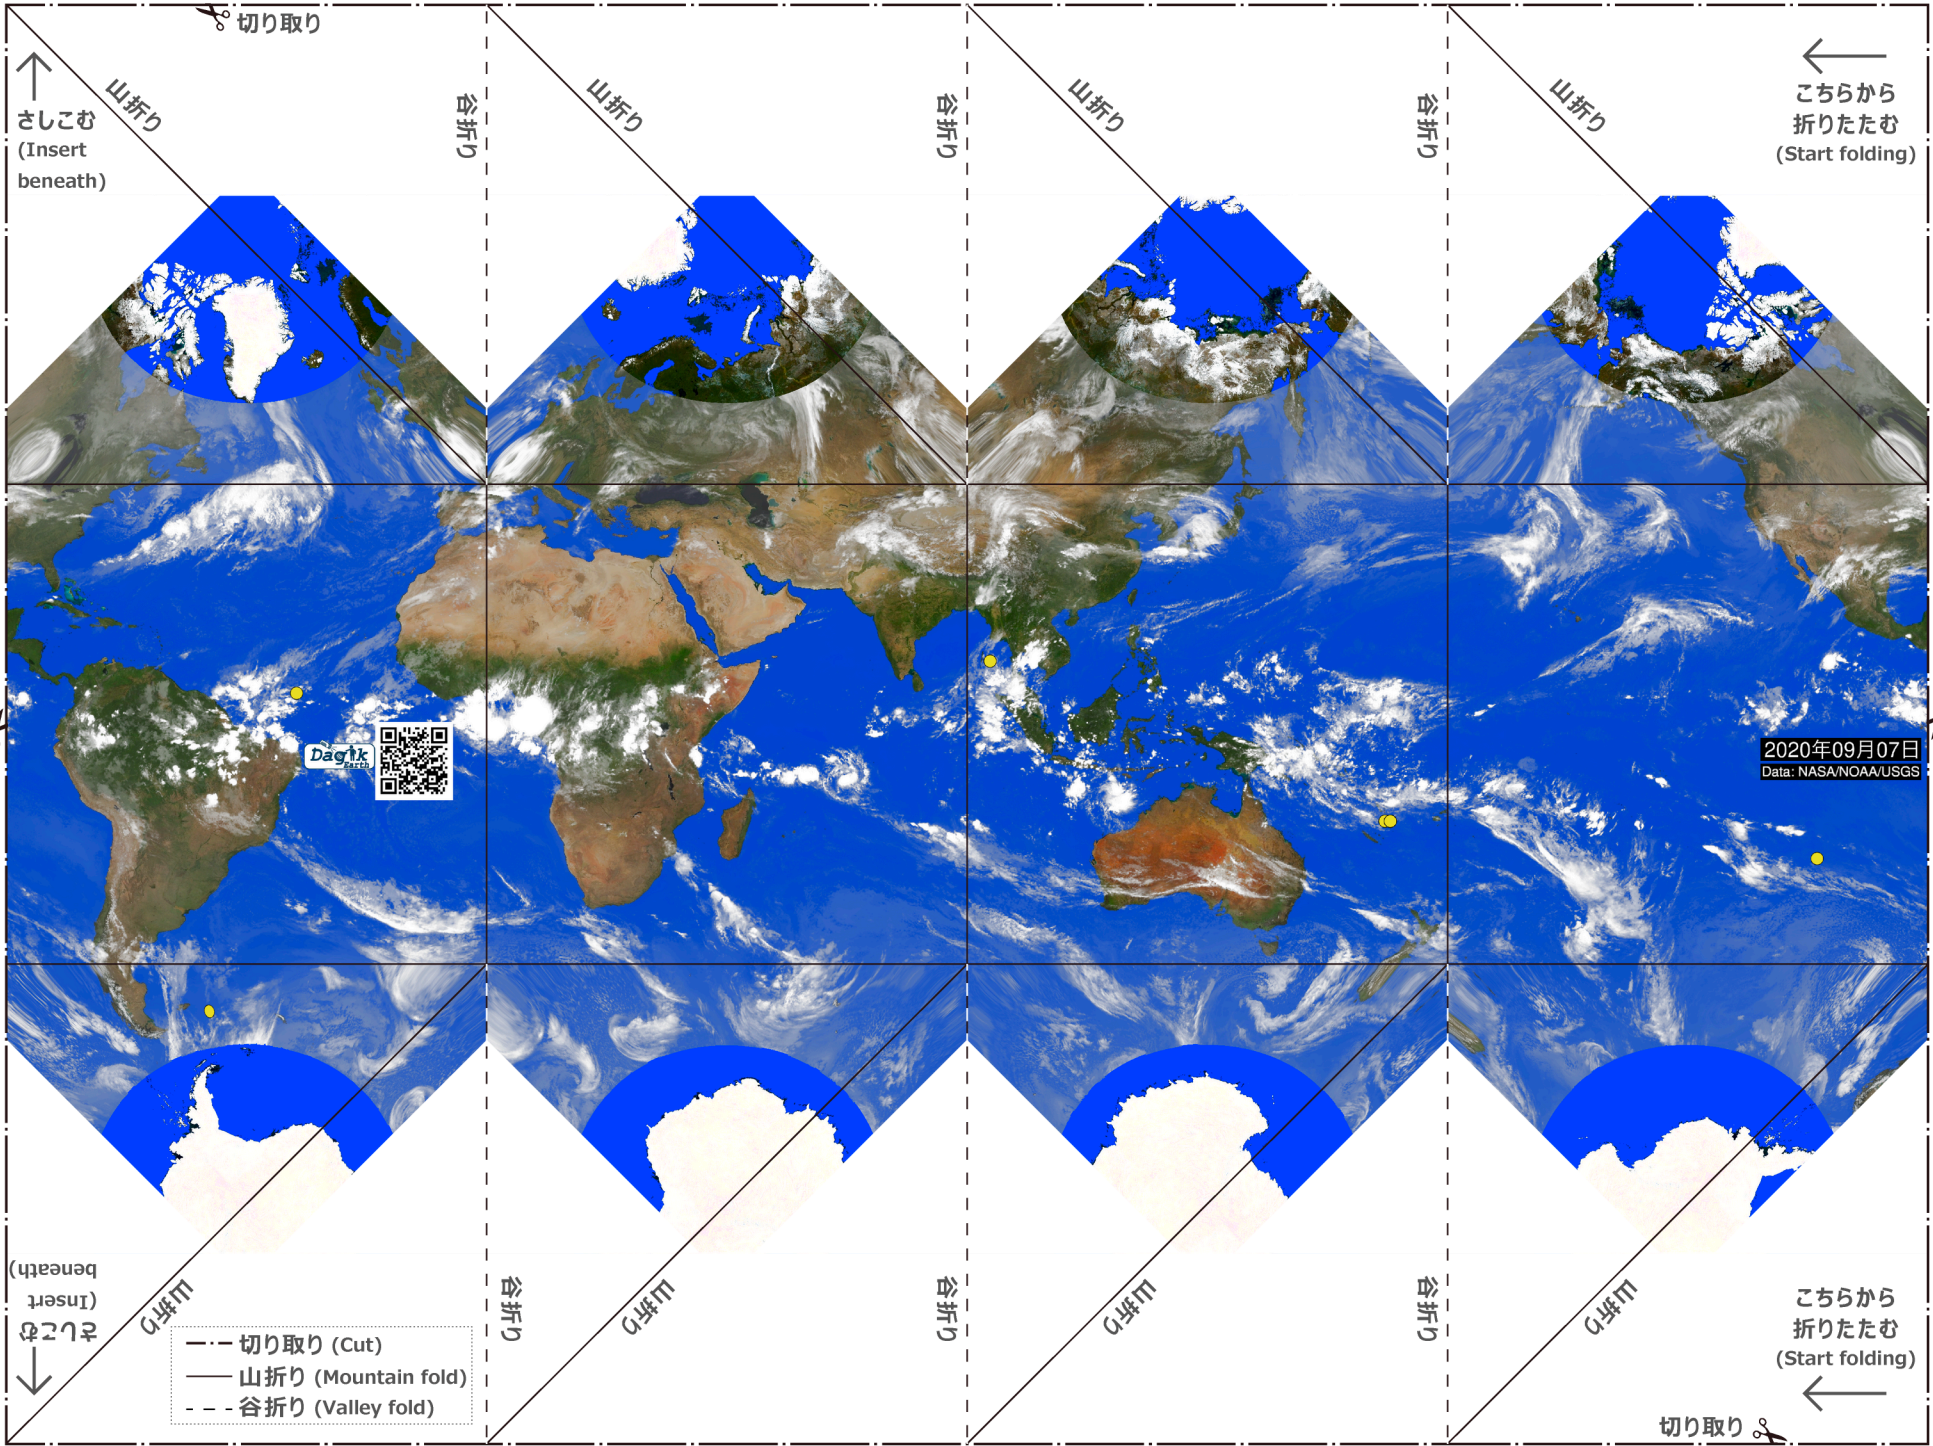 切り取り
さしこむ
(Insert
beneath)
山折り
谷折り
山折り
谷折り
山折り
谷折り
山折り
こちらから
折りたたむ
(Start folding)
Dagik
Earth
2020年09月07日
Data: NASA/NOAA/USGS
さしこむ
(Insert
beneath)
山折り
谷折り
山折り
谷折り
山折り
谷折り
山折り
こちらから
折りたたむ
(Start folding)
切り取り (Cut)
山折り (Mountain fold)
谷折り (Valley fold)
切り取り